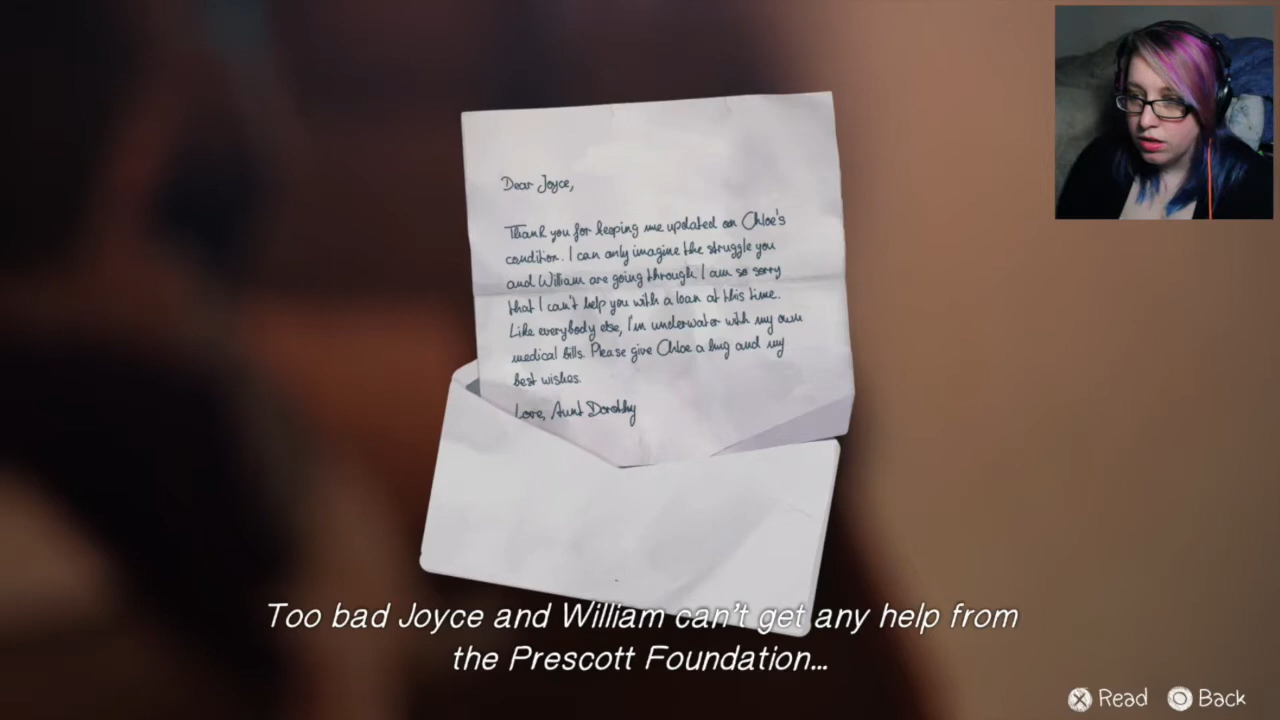 Dear Joyce,
Thank you for keeping me updated on Chloe's
condition. I can only imagine the struggle you
and William are going through. I am so sorry
that I can't help you with a loan at this time.
Like everybody else, I'm underwater with my own
medical bills. Please give Chloe a hug and my
best wishes.
Love, Aunt Dorothy
Too bad Joyce and William can't get any help from
the Prescott Foundation...
Read Back